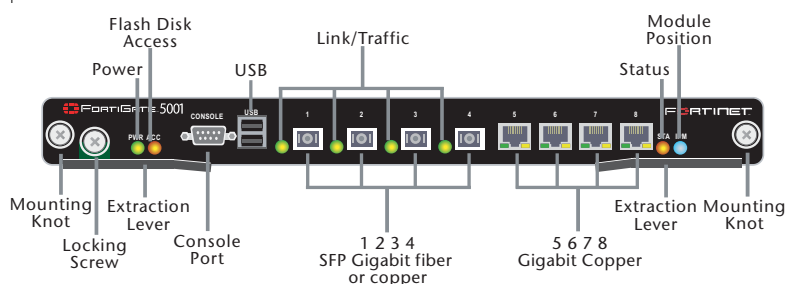 Flash Disk
Access
Link/Traffic
Module
Position
Power
USB
Status
FORTIGATE 5001
CONSOLE
USB
1
2
3
4
5
6
7
8
FORTINET
PWR ACC
STA IPM
Mounting
Knot
Extraction
Lever
Locking
Screw
Console
Port
1 2 3 4
SFP Gigabit fiber
or copper
5 6 7 8
Gigabit Copper
Extraction
Lever
Mounting
Knot